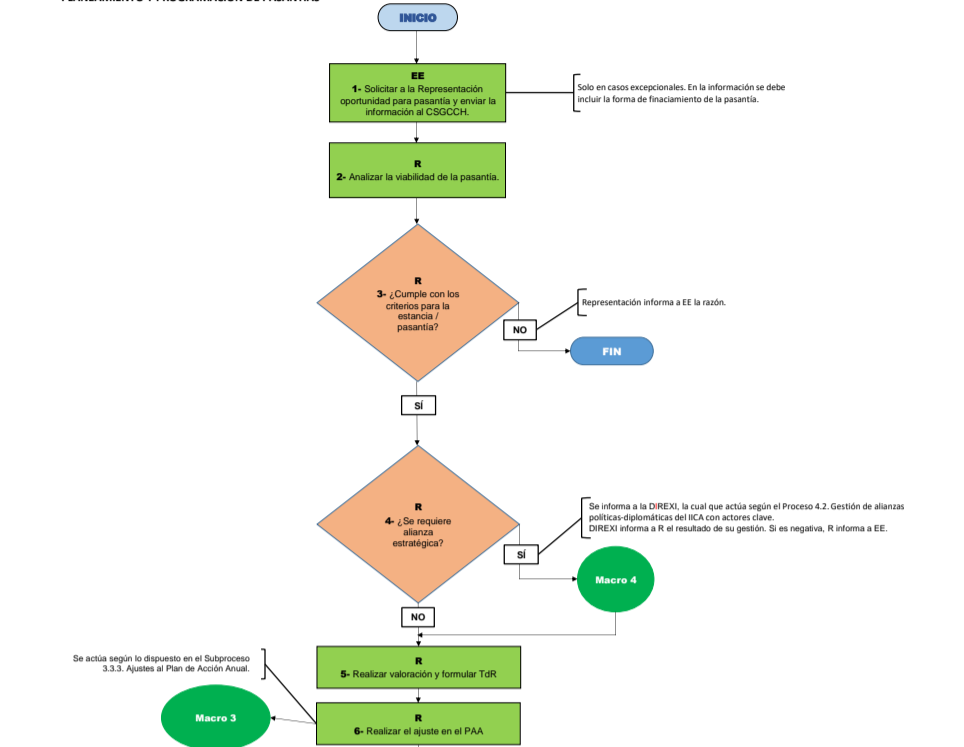 PLANEAMIENTO Y PROGRAMACIÓN DE PASANTÍAS
INICIO
EE
1- Solicitar a la Representación
oportunidad para pasantía y enviar la
información al CSGCCH.
Solo en casos excepcionales. En la información se debe
incluir la forma de finaciamiento de la pasantía.
R
2- Analizar la viabilidad de la pasantía.
R
3- ¿Cumple con los
criterios para la
estancia /
pasantía?
Representación informa a EE la razón.
NO
FIN
SÍ
R
4- ¿Se requiere
alianza
estratégica?
Se informa a la DIREXI, la cual que actúa según el Proceso 4.2. Gestión de alianzas
políticas-diplomáticas del IICA con actores clave.
DIREXI informa a R el resultado de su gestión. Si es negativa, R informa a EE.
SÍ
Macro 4
NO
Se actúa según lo dispuesto en el Subproceso
3.3.3. Ajustes al Plan de Acción Anual.
R
5- Realizar valoración y formular TdR
Macro 3
R
6- Realizar el ajuste en el PAA